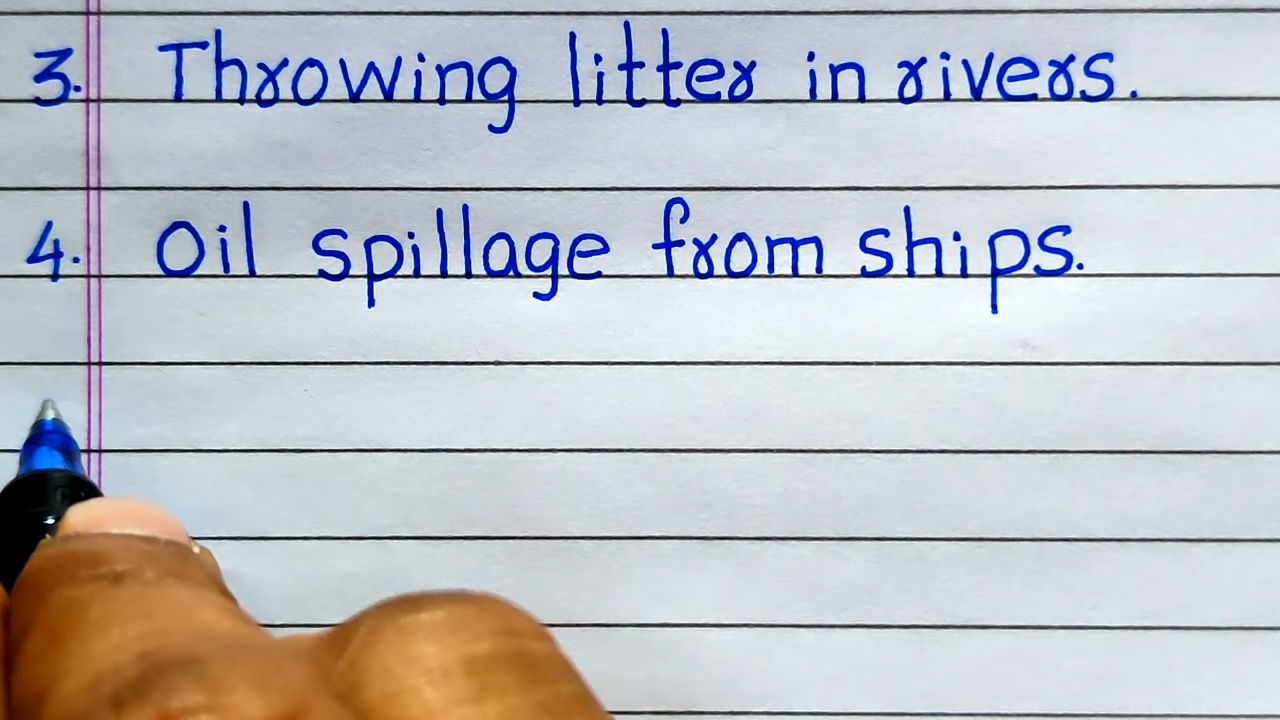 3. Throwing litter in rivers.
4. Oil spillage from ships.